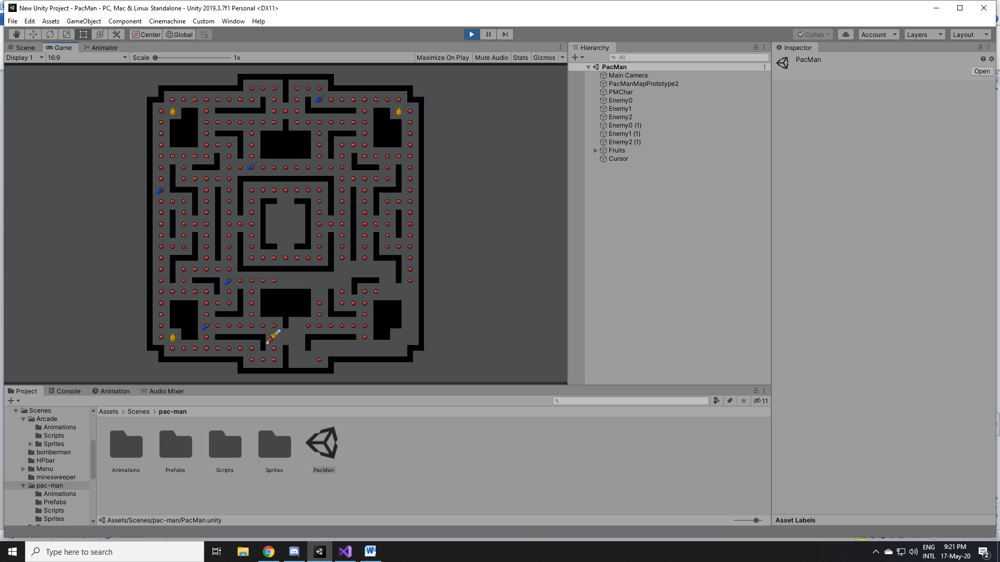 New Unity Project - PacMan - PC, Mac & Linux Standalone - Unity 2019.3.7f1 Personal <DX11>
File Edit Assets GameObject Component Cinemachine Custom Window Help
Center Global Collab Account Layers Layout
Scene Game Animator
Display 1 16:9 Scale 1x Maximize On Play Mute Audio Stats Gizmos
Hierarchy
All
PacMan
Main Camera
PacManMapPrototype2
PMChar
Enemy0
Enemy1
Enemy2
Enemy0 (1)
Enemy1 (1)
Enemy2 (1)
Fruits
Cursor
Inspector
PacMan
Open
Project Console Animation Audio Mixer
11
Scenes
Arcade
Animations
Scripts
Sprites
bomberman
HPbar
Menu
minesweeper
pac-man
Animations
Prefabs
Scripts
Sprites
Assets > Scenes > pac-man
Animations Prefabs Scripts Sprites PacMan
Assets/Scenes/pac-man/PacMan.unity
Asset Labels
Type here to search
ENG
INTL
9:21 PM
17-May-20
2